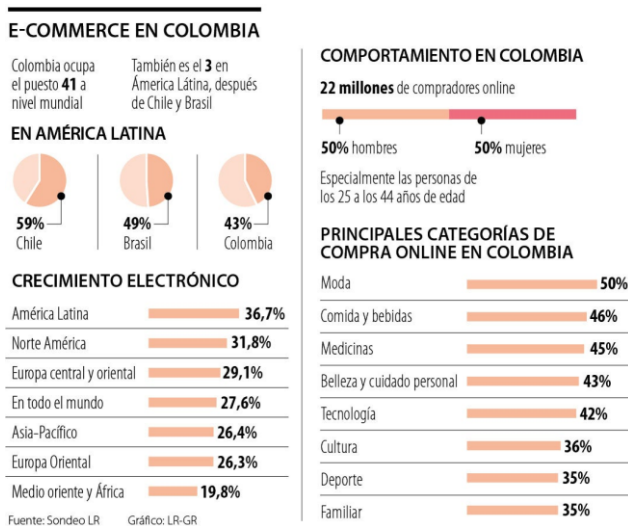 E-COMMERCE EN COLOMBIA
Colombia ocupa
el puesto 41 a
nivel mundial
También es el 3 en
Ámerica Látina, después
de Chile y Brasil
EN AMÉRICA LATINA
59%
Chile
49%
Brasil
43%
Colombia
CRECIMIENTO ELECTRÓNICO
América Latina 36,7%
Norte América 31,8%
Europa central y oriental 29,1%
En todo el mundo 27,6%
Asia-Pacífico 26,4%
Europa Oriental 26,3%
Medio oriente y África 19,8%
Fuente: Sondeo LR Gráfico: LR-GR
COMPORTAMIENTO EN COLOMBIA
22 millones de compradores online
50% hombres 50% mujeres
Especialmente las personas de
los 25 a los 44 años de edad
PRINCIPALES CATEGORÍAS DE
COMPRA ONLINE EN COLOMBIA
Moda 50%
Comida y bebidas 46%
Medicinas 45%
Belleza y cuidado personal 43%
Tecnología 42%
Cultura 36%
Deporte 35%
Familiar 35%